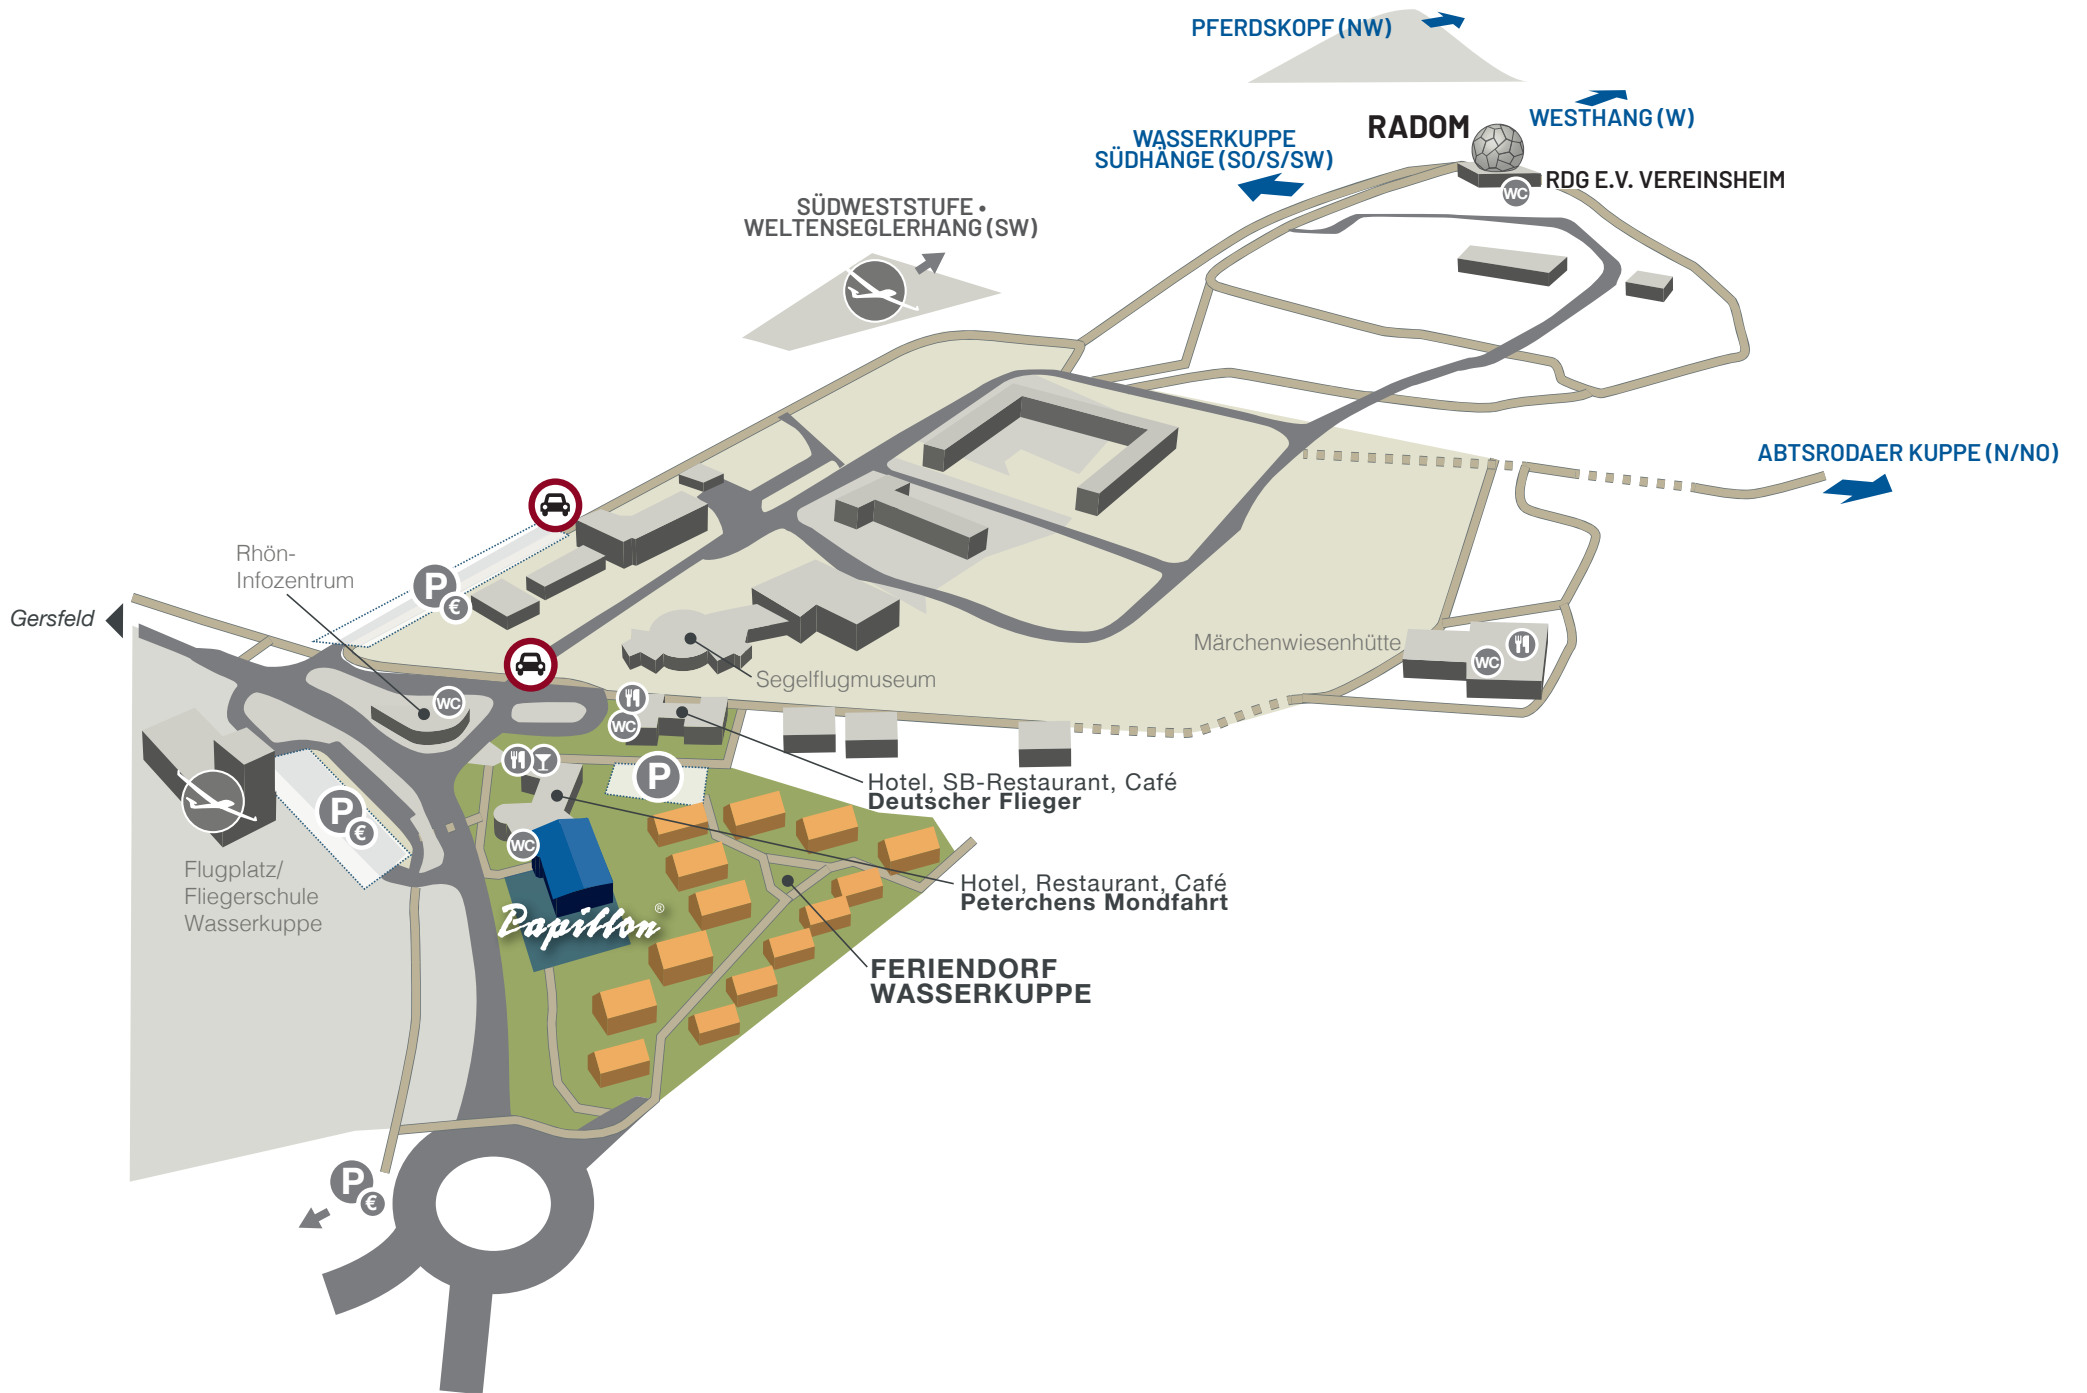 PFERDSKOPF (NW)
WESTHANG (W)
RADOM
WASSERKUPPE
SÜDHÄNGE (SO/S/SW)
RDG E.V. VEREINSHEIM
WC
SÜDWESTSTUFE •
WELTENSEGLERHANG (SW)
ABTSRODAER KUPPE (N/NO)
Rhön-
Infozentrum
P
€
Gersfeld
Märchenwiesenhütte
WC
Segelflugmuseum
WC
WC
P
Hotel, SB-Restaurant, Café
Deutscher Flieger
P
€
WC
Flugplatz/
Fliegerschule
Wasserkuppe
Hotel, Restaurant, Café
Peterchens Mondfahrt
Papillon®
FERIENDORF
WASSERKUPPE
P
€